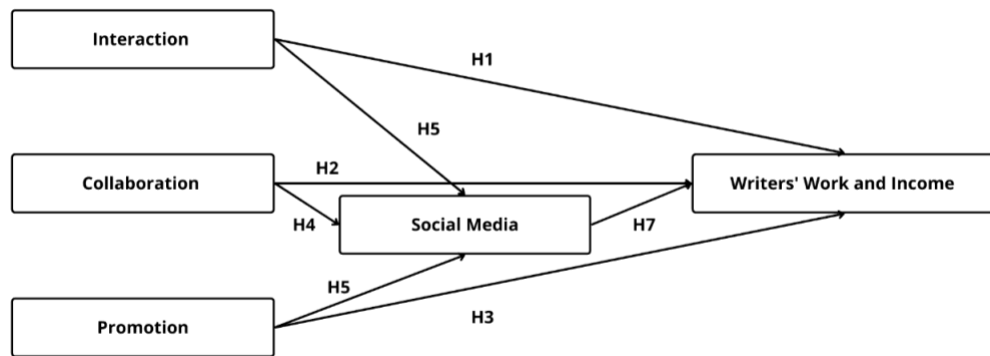 Interaction
H1
H5
H2
Collaboration
Writers' Work and Income
H4
Social Media
H7
H5
H3
Promotion